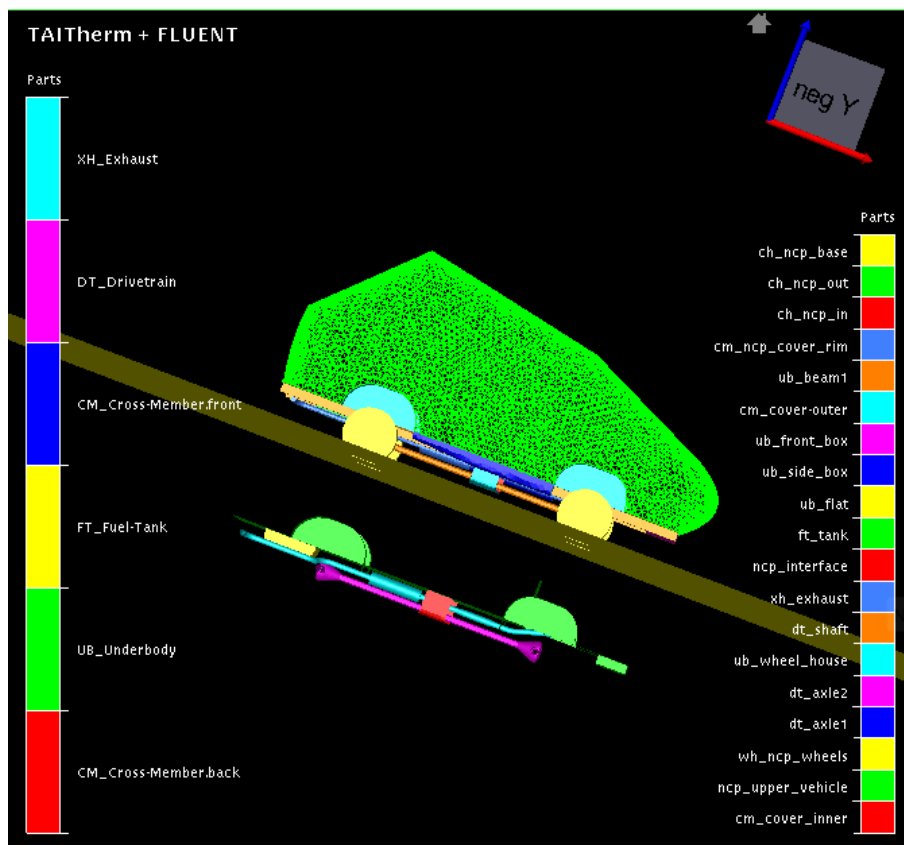 TAITherm + FLUENT
neg Y
Parts
XH_Exhaust
DT_Drivetrain
CM_Cross-Member.front
FT_Fuel-Tank
UB_Underbody
CM_Cross-Member.back
Parts
ch_ncp_base
ch_ncp_out
ch_ncp_in
cm_ncp_cover_rim
ub_beam1
cm_cover-outer
ub_front_box
ub_side_box
ub_flat
ft_tank
ncp_interface
xh_exhaust
dt_shaft
ub_wheel_house
dt_axle2
dt_axle1
wh_ncp_wheels
ncp_upper_vehicle
cm_cover_inner